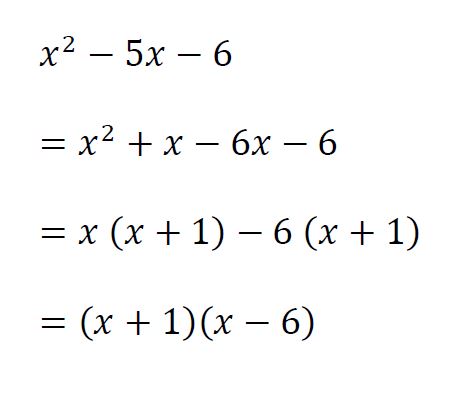 x² − 5x − 6
= x² + x − 6x − 6
= x (x + 1) − 6 (x + 1)
= (x + 1)(x − 6)